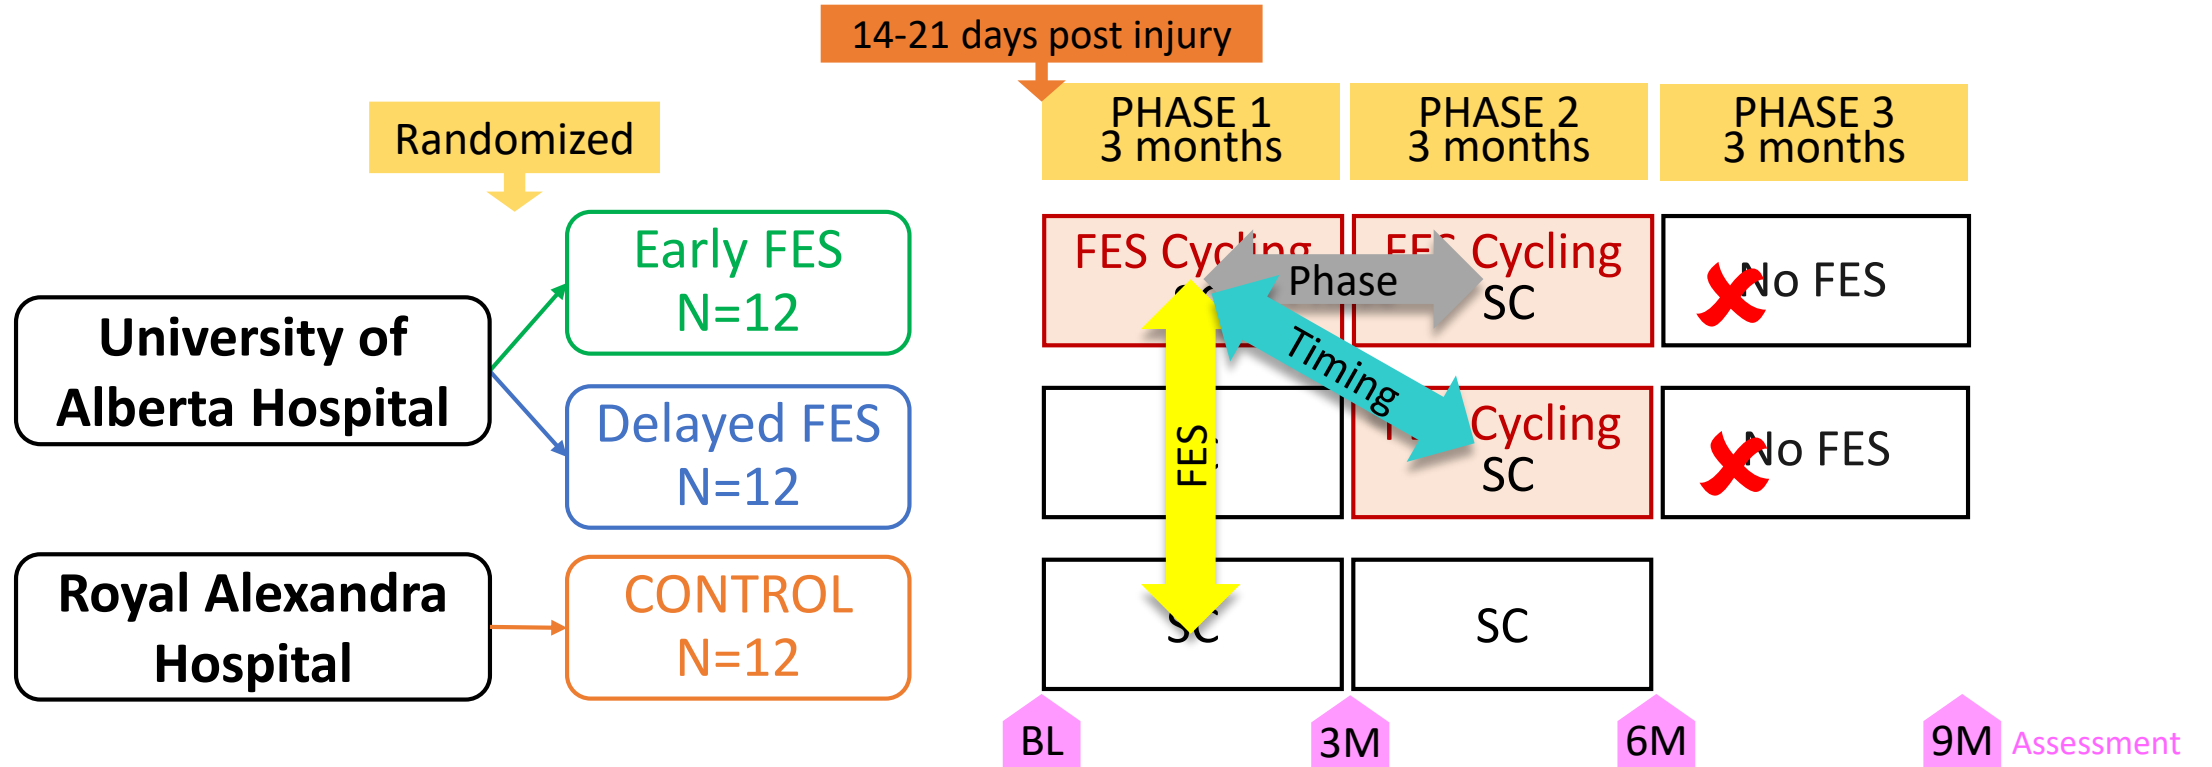 14-21 days post injury
Randomized
PHASE 1
3 months
PHASE 2
3 months
PHASE 3
3 months
University of
Alberta Hospital
Early FES
N=12
Delayed FES
N=12
Royal Alexandra
Hospital
CONTROL
N=12
FES Cycling
FES Cycling
SC
No FES
Phase
Timing
FES
Cycling
SC
No FES
SC
SC
BL
3M
6M
9M
Assessment